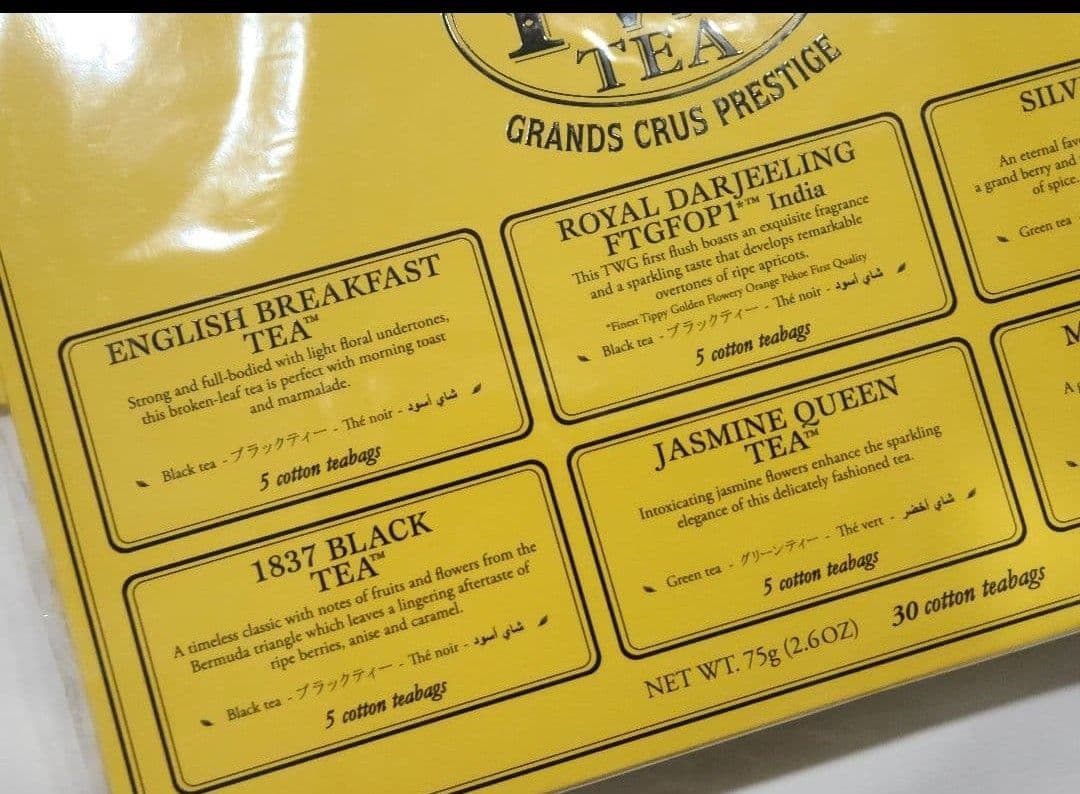 TEA
GRANDS CRUS PRESTIGE
ENGLISH BREAKFAST
TEA™
Strong and full-bodied with light floral undertones,
this broken-leaf tea is perfect with morning toast
and marmalade.
Black tea - ブラックティー - Thé noir - شاي أسود
5 cotton teabags
ROYAL DARJEELING
FTGFOP1*™ India
This TWG first flush boasts an exquisite fragrance
and a sparkling taste that develops remarkable
overtones of ripe apricots.
*Finest Tippy Golden Flowery Orange Pekoe First Quality
Black tea - ブラックティー - Thé noir - شاي أسود
5 cotton teabags
SILV
An eternal fav
a grand berry and
of spice.
Green tea
1837 BLACK
TEA™
A timeless classic with notes of fruits and flowers from the
Bermuda triangle which leaves a lingering aftertaste of
ripe berries, anise and caramel.
Black tea - ブラックティー - Thé noir - شاي أسود
5 cotton teabags
JASMINE QUEEN
TEA™
Intoxicating jasmine flowers enhance the sparkling
elegance of this delicately fashioned tea.
Green tea - グリーンティー - Thé vert - شاي أخضر
5 cotton teabags
M
A g
NET WT. 75g (2.6OZ)
30 cotton teabags